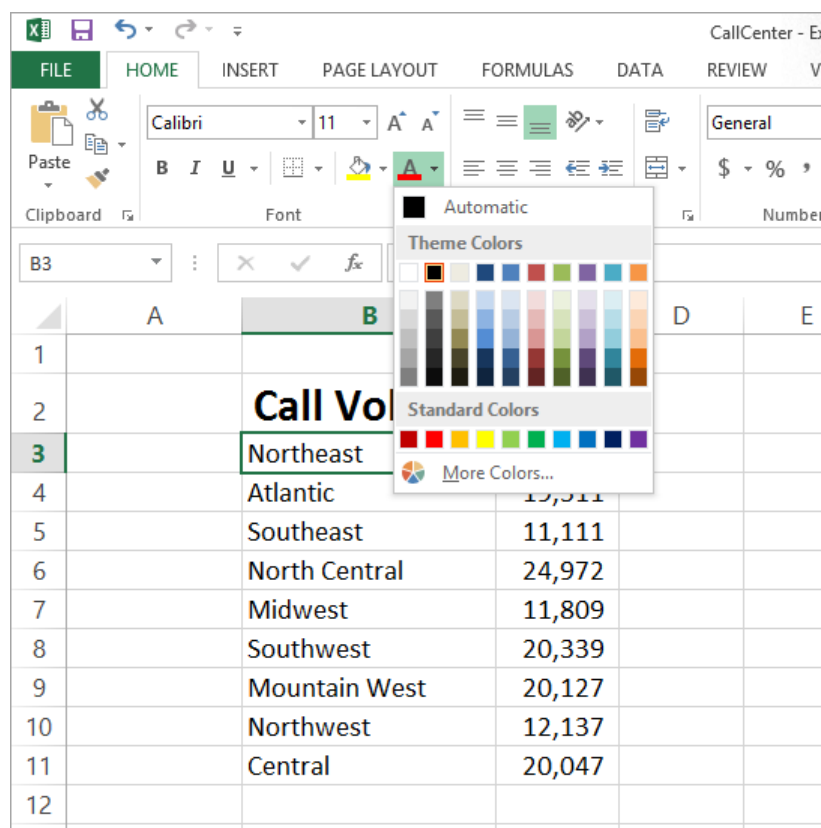 CallCenter - E
FILE HOME INSERT PAGE LAYOUT FORMULAS DATA REVIEW V
Calibri 11 A A General
Paste B I U A $ % ,
Clipboard Font Number
Automatic
Theme Colors
B3 fx
A B D E
1
2 Call Vol
Standard Colors
3 Northeast
More Colors...
4 Atlantic
5 Southeast 11,111
6 North Central 24,972
7 Midwest 11,809
8 Southwest 20,339
9 Mountain West 20,127
10 Northwest 12,137
11 Central 20,047
12